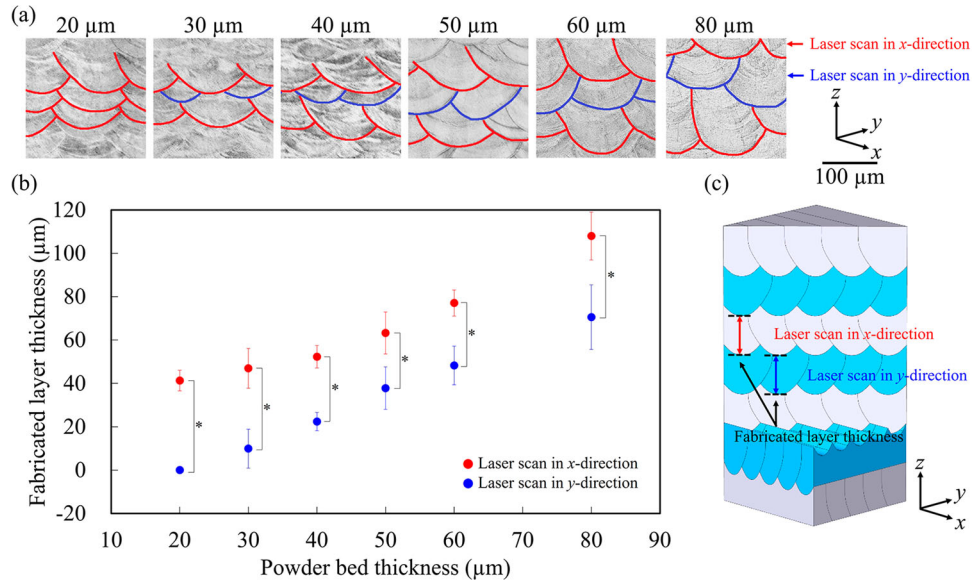 (a)
20 µm 30 µm 40 µm 50 µm 60 µm 80 µm
Laser scan in x-direction
Laser scan in y-direction
z
y
x
100 µm
(b)
Fabricated layer thickness (µm)
120
100
80
60
40
20
0
-20
* * * * * *
Laser scan in x-direction
Laser scan in y-direction
10 20 30 40 50 60 70 80 90
Powder bed thickness (µm)
(c)
Laser scan in x-direction
Laser scan in y-direction
Fabricated layer thickness
z
y
x